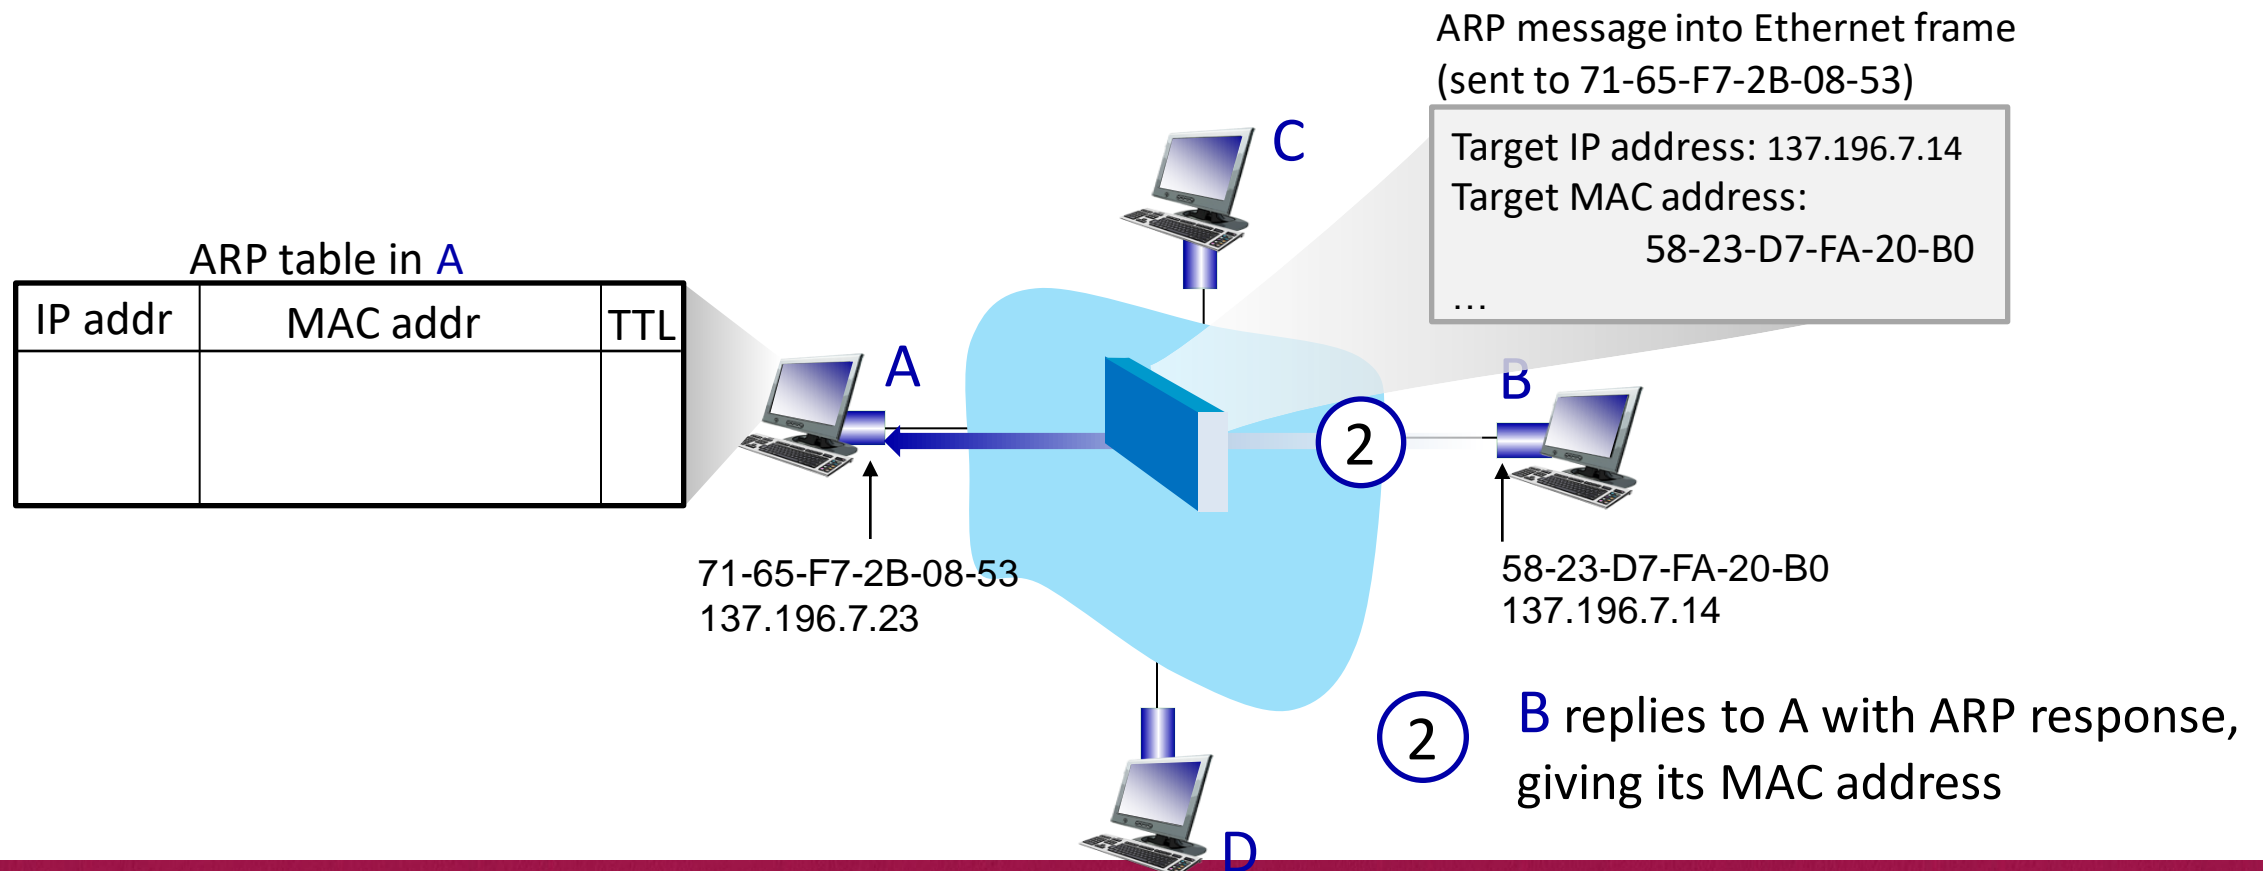 ARP message into Ethernet frame
(sent to 71-65-F7-2B-08-53)
Target IP address: 137.196.7.14
Target MAC address:
58-23-D7-FA-20-B0
…
C
ARP table in A
IP addr MAC addr TTL
A
B
2
71-65-F7-2B-08-53
137.196.7.23
58-23-D7-FA-20-B0
137.196.7.14
2 B replies to A with ARP response,
giving its MAC address
D